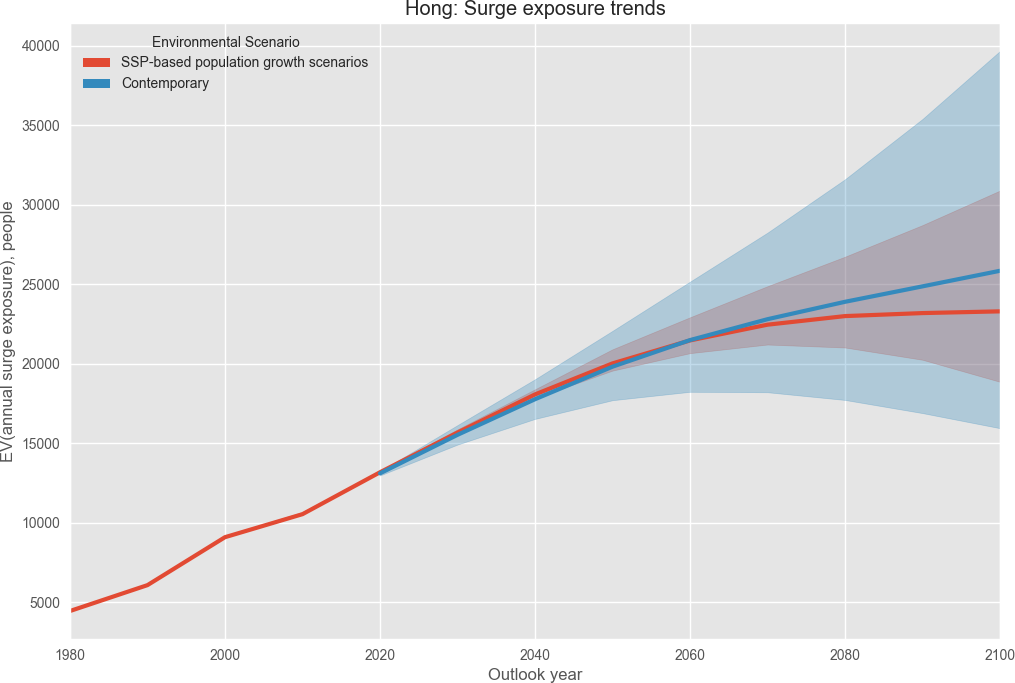 Hong: Surge exposure trends
Environmental Scenario
SSP-based population growth scenarios
Contemporary
EV(annual surge exposure), people
40000
35000
30000
25000
20000
15000
10000
5000
1980 2000 2020 2040 2060 2080 2100
Outlook year